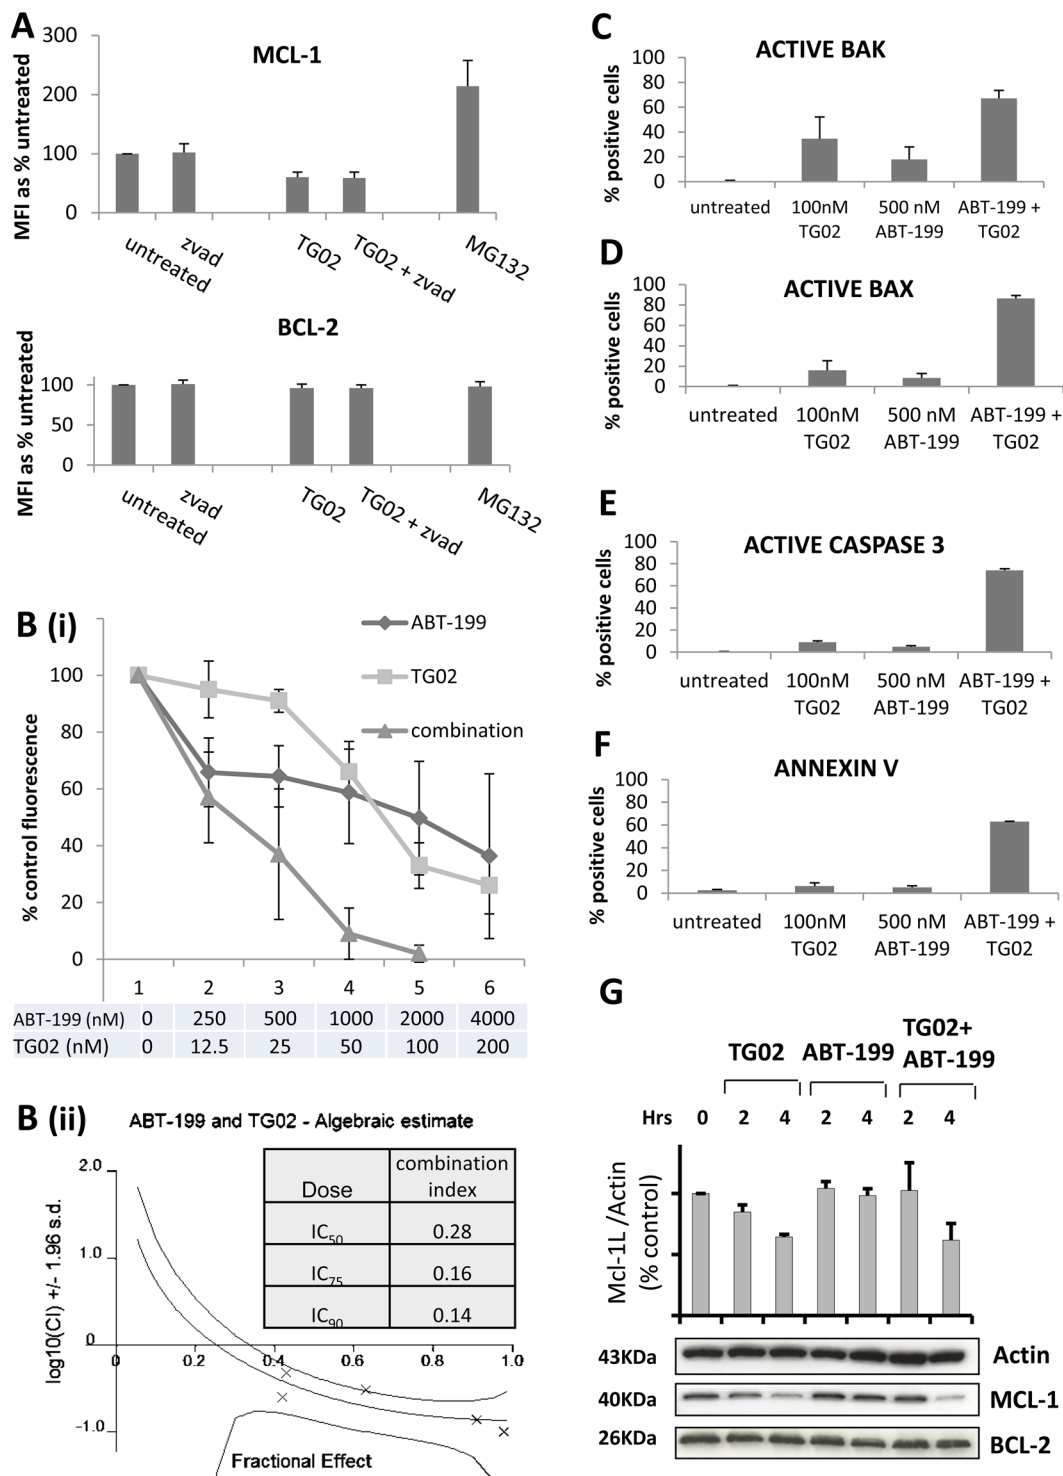 A
MCL-1
MFI as % untreated
300
200
100
0
untreated
zvad
TG02
TG02 + zvad
MG132
BCL-2
MFI as % untreated
100
50
0
untreated
zvad
TG02
TG02 + zvad
MG132
B (i)
ABT-199
TG02
combination
% control fluorescence
100
80
60
40
20
0
1 2 3 4 5 6
ABT-199 (nM) 0 250 500 1000 2000 4000
TG02 (nM) 0 12.5 25 50 100 200
B (ii)
ABT-199 and TG02 - Algebraic estimate
log10(CI) +/- 1.96 s.d.
2.0
1.0
0
-1.0
0 0.2 0.4 0.6 0.8 1.0
Fractional Effect
Dose combination index
IC50 0.28
IC75 0.16
IC90 0.14
C
ACTIVE BAK
% positive cells
100
80
60
40
20
0
untreated 100nM 500 nM ABT-199 +
TG02 ABT-199 TG02
D
ACTIVE BAX
% positive cells
100
80
60
40
20
0
untreated 100nM 500 nM ABT-199 +
TG02 ABT-199 TG02
E
ACTIVE CASPASE 3
% positive cells
100
80
60
40
20
0
untreated 100nM 500 nM ABT-199 +
TG02 ABT-199 TG02
F
ANNEXIN V
% positive cells
100
80
60
40
20
0
untreated 100nM 500 nM ABT-199 +
TG02 ABT-199 TG02
G
TG02 ABT-199 TG02+ ABT-199
Hrs 0 2 4 2 4 2 4
Mcl-1L /Actin
(% control)
43KDa Actin
40KDa MCL-1
26KDa BCL-2